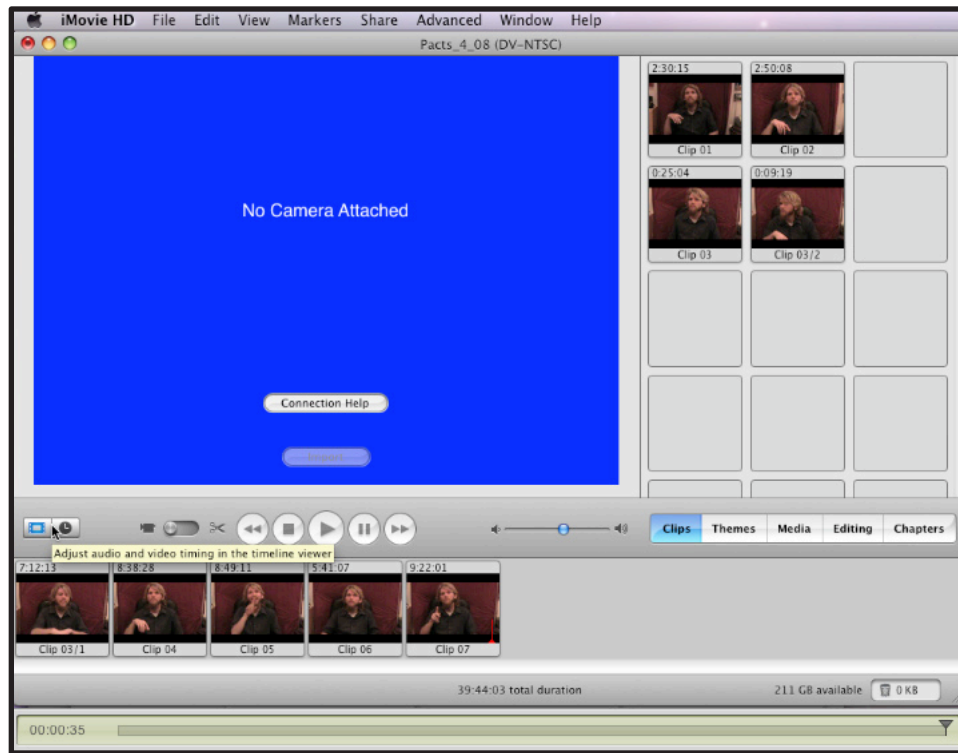 iMovie HD File Edit View Markers Share Advanced Window Help
Pacts_4_08 (DV-NTSC)
2:30:15 2:50:08
Clip 01 Clip 02
0:25:04 0:09:19
Clip 03 Clip 03/2
No Camera Attached
Connection Help
Import
Clips Themes Media Editing Chapters
Adjust audio and video timing in the timeline viewer
7:12:13 8:38:28 8:49:11 5:41:07 9:22:01
Clip 03/1 Clip 04 Clip 05 Clip 06 Clip 07
39:44:03 total duration 211 GB available 0 KB
00:00:35